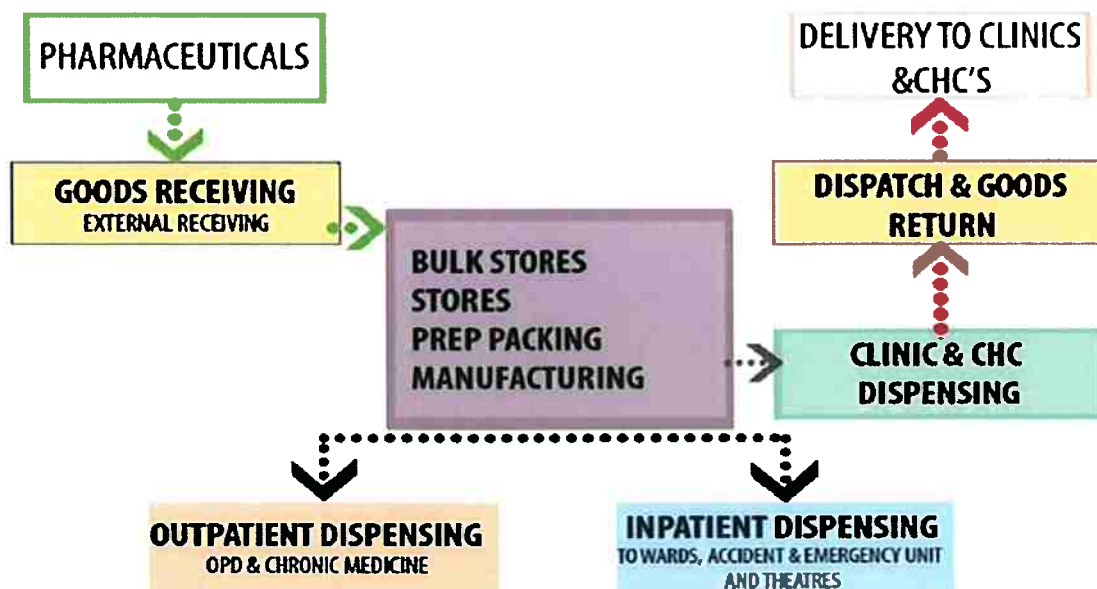 PHARMACEUTICALS
DELIVERY TO CLINICS
&CHC'S
GOODS RECEIVING
EXTERNAL RECEIVING
DISPATCH & GOODS
RETURN
BULK STORES
STORES
PREP PACKING
MANUFACTURING
CLINIC & CHC
DISPENSING
OUTPATIENT DISPENSING
OPD & CHRONIC MEDICINE
INPATIENT DISPENSING
TO WARDS, ACCIDENT & EMERGENCY UNIT
AND THEATRES